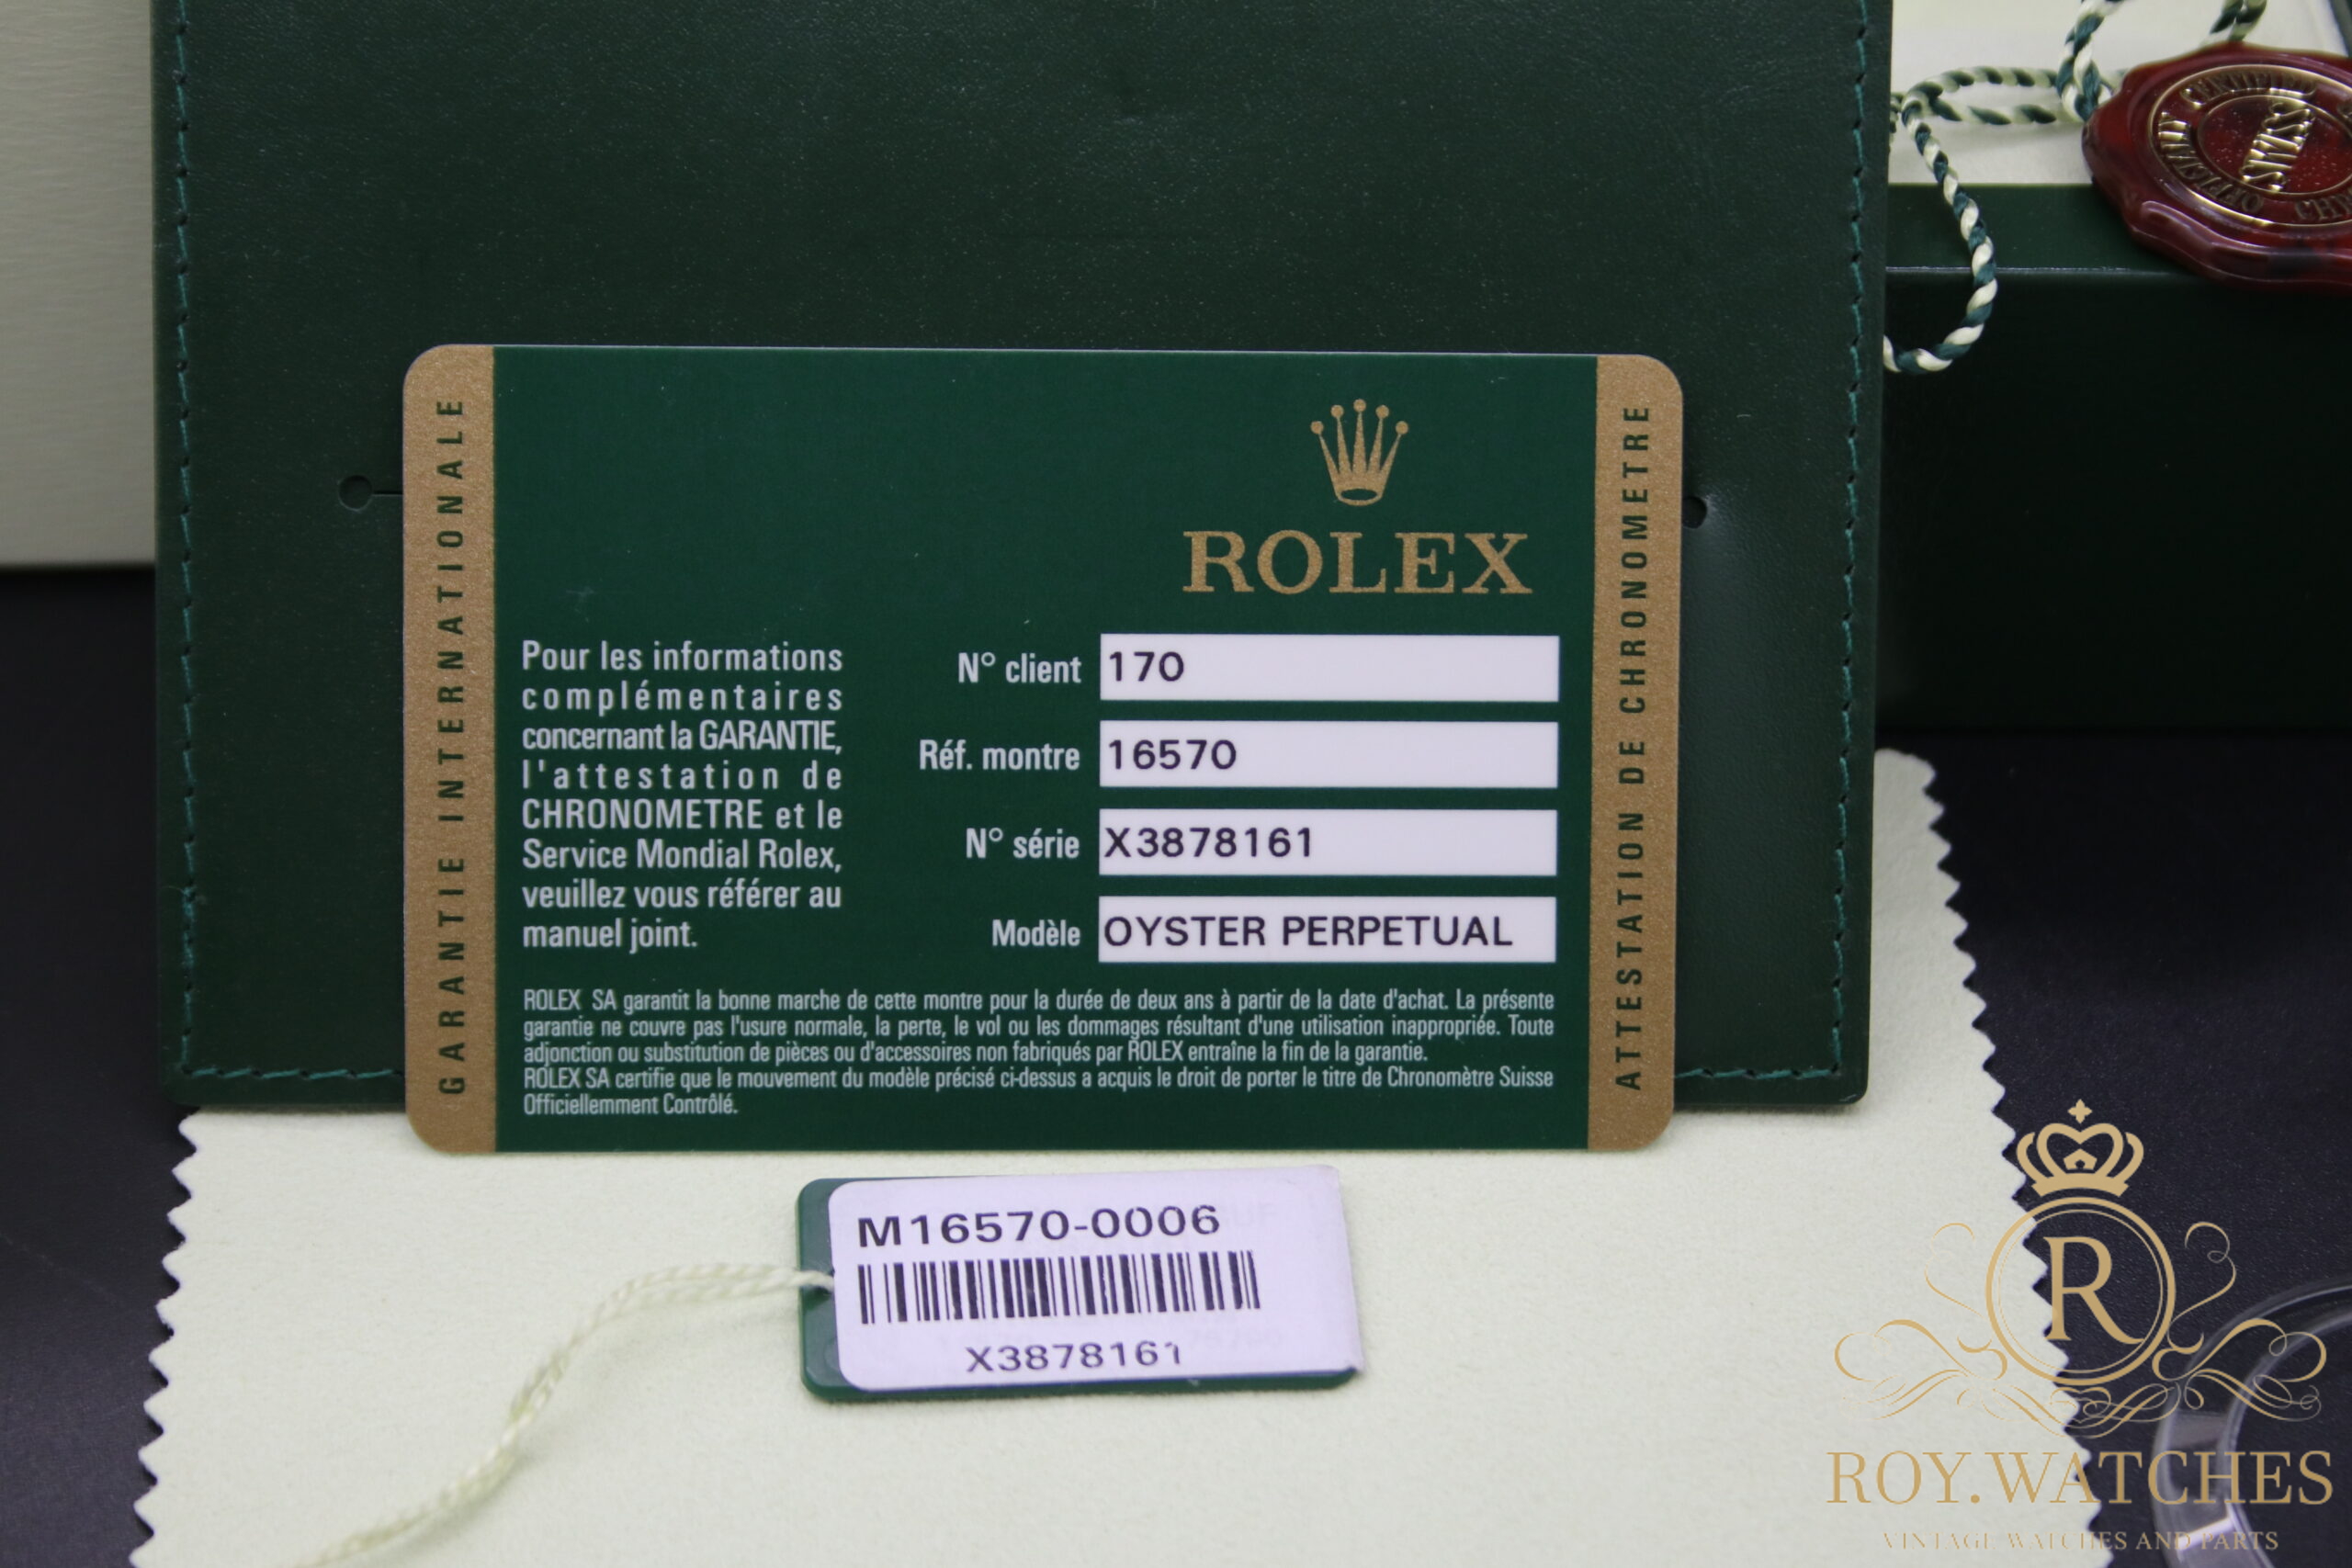 SWISS
GARANTIE INTERNATIONALE
ROLEX
ATTESTATION DE CHRONOMETRE
Pour les informations
complémentaires
concernant la GARANTIE,
l'attestation de
CHRONOMETRE et le
Service Mondial Rolex,
veuillez vous référer au
manuel joint.
N° client 170
Réf. montre 16570
N° série X3878161
Modèle OYSTER PERPETUAL
ROLEX SA garantit la bonne marche de cette montre pour la durée de deux ans à partir de la date d'achat. La présente
garantie ne couvre pas l'usure normale, la perte, le vol ou les dommages résultant d'une utilisation inappropriée. Toute
adjonction ou substitution de pièces ou d'accessoires non fabriqués par ROLEX entraîne la fin de la garantie.
ROLEX SA certifie que le mouvement du modèle précisé ci-dessus a acquis le droit de porter le titre de Chronomètre Suisse
Officiellemment Contrôlé.
M16570-0006
X3878161
R
ROY.WATCHES
VINTAGE WATCHES AND PARTS